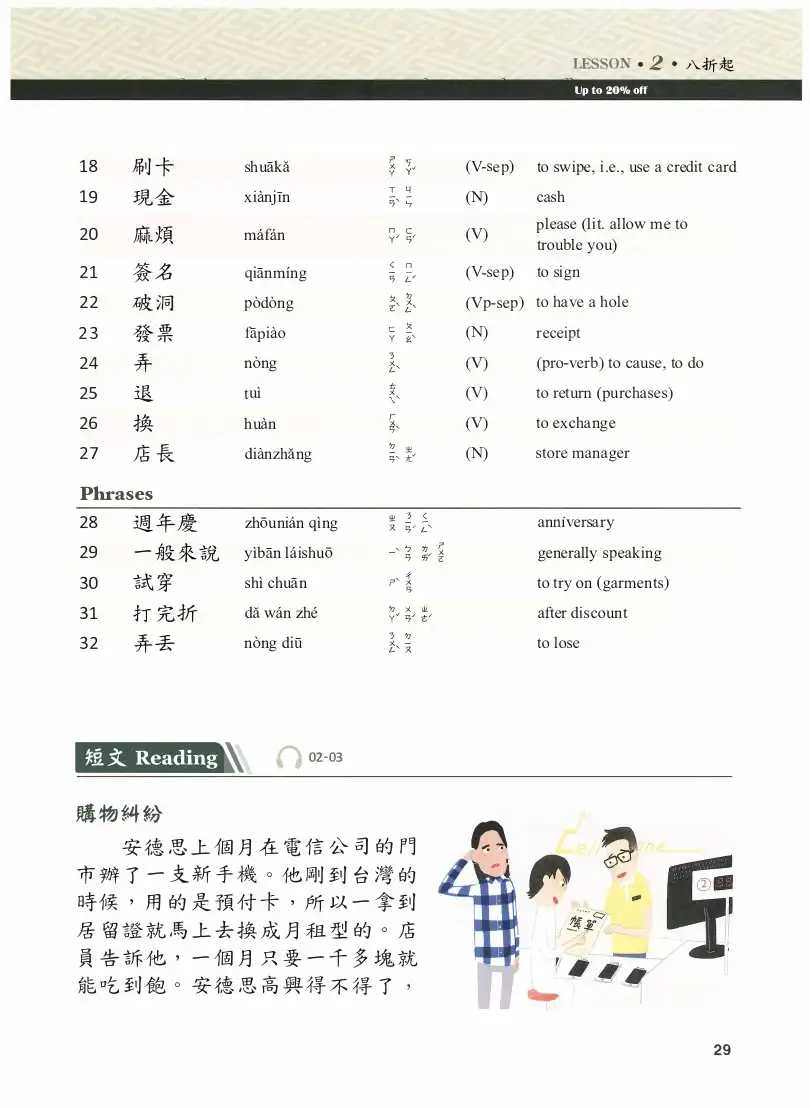 LESSON • 2 • 八折起
Up to 20% off
18 刷卡 shuākǎ ㄕㄨㄚ ㄎㄚˇ (V-sep) to swipe, i.e., use a credit card
19 現金 xiànjīn ㄒㄧㄢˋ ㄐㄧㄣ (N) cash
20 麻煩 máfán ㄇㄚˊ ㄈㄢˊ (V) please (lit. allow me to
trouble you)
21 簽名 qiānmíng ㄑㄧㄢ ㄇㄧㄥˊ (V-sep) to sign
22 破洞 pòdòng ㄆㄛˋ ㄉㄨㄥˋ (Vp-sep) to have a hole
23 發票 fāpiào ㄈㄚ ㄆㄧㄠˋ (N) receipt
24 弄 nòng ㄋㄨㄥˋ (V) (pro-verb) to cause, to do
25 退 tuì ㄊㄨㄟˋ (V) to return (purchases)
26 換 huàn ㄏㄨㄢˋ (V) to exchange
27 店長 diànzhǎng ㄉㄧㄢˋ ㄓㄤˇ (N) store manager
Phrases
28 週年慶 zhōunián qìng ㄓㄡ ㄋㄧㄢˊ ㄑㄧㄥˋ anniversary
29 一般來說 yìbān láishuō ㄧˋ ㄅㄢ ㄌㄞˊ ㄕㄨㄛ generally speaking
30 試穿 shì chuān ㄕˋ ㄔㄨㄢ to try on (garments)
31 打完折 dǎ wán zhé ㄉㄚˇ ㄨㄢˊ ㄓㄜˊ after discount
32 弄丟 nòng diū ㄋㄨㄥˋ ㄉㄧㄡ to lose
短文 Reading 02-03
購物糾紛
安德思上個月在電信公司的門
市辦了一支新手機。他剛到台灣的
時候，用的是預付卡，所以一拿到
居留證就馬上去換成月租型的。店
員告訴他，一個月只要一千多塊就
能吃到飽。安德思高興得不得了，
帳單
②
29